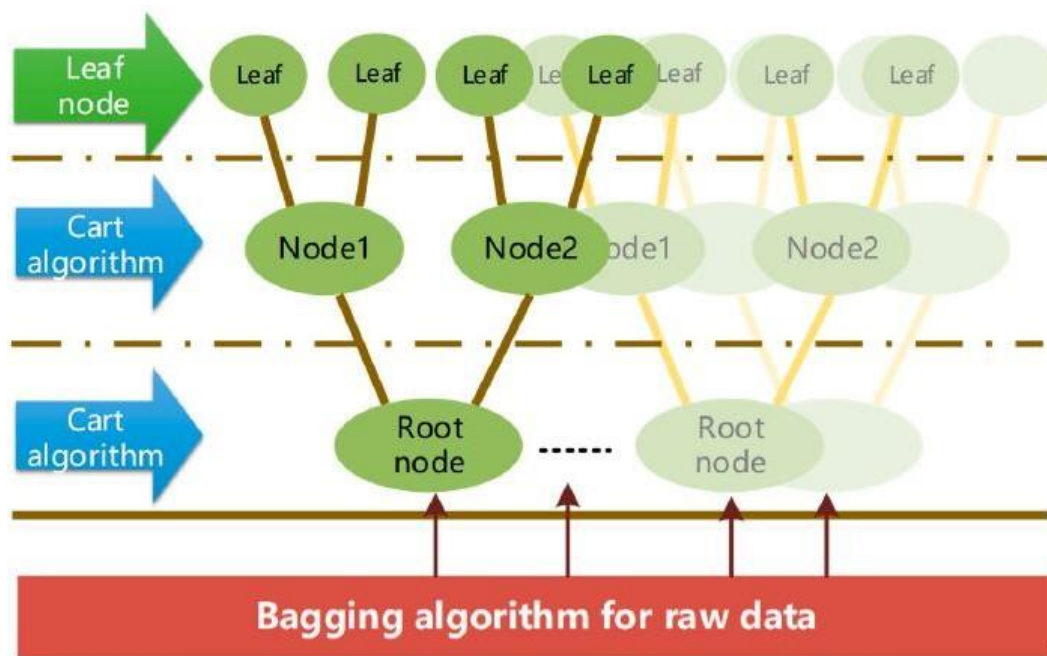 Leaf
node
Leaf Leaf Leaf Leaf Leaf Leaf Leaf
Cart
algorithm
Node1 Node2 Node2
Cart
algorithm
Root
node
......
Root
node
Bagging algorithm for raw data